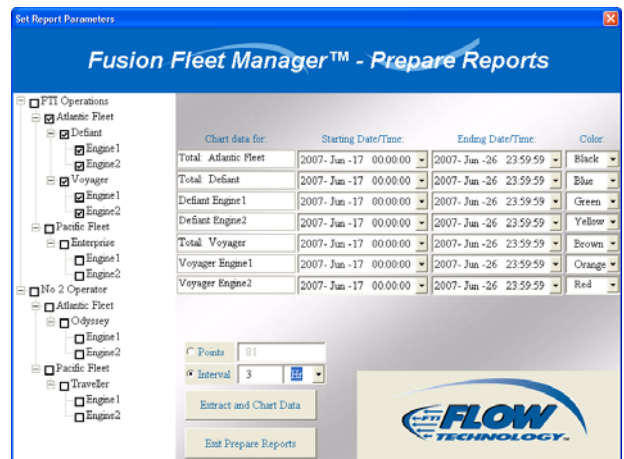 Set Report Parameters
Fusion Fleet Manager™ - Prepare Reports
FTI Operations
Atlantic Fleet
Defiant
Engine1
Engine2
Voyager
Engine1
Engine2
Pacific Fleet
Enterprise
Engine1
Engine2
No 2 Operator
Atlantic Fleet
Odyssey
Engine1
Engine2
Pacific Fleet
Traveller
Engine1
Engine2
Chart data for: Starting Date/Time: Ending Date/Time: Color:
Total: Atlantic Fleet 2007- Jun -17 00:00:00 2007- Jun -26 23:59:59 Black
Total: Defiant 2007- Jun -17 00:00:00 2007- Jun -26 23:59:59 Blue
Defiant Engine1 2007- Jun -17 00:00:00 2007- Jun -26 23:59:59 Green
Defiant Engine2 2007- Jun -17 00:00:00 2007- Jun -26 23:59:59 Yellow
Total: Voyager 2007- Jun -17 00:00:00 2007- Jun -26 23:59:59 Brown
Voyager Engine1 2007- Jun -17 00:00:00 2007- Jun -26 23:59:59 Orange
Voyager Engine2 2007- Jun -17 00:00:00 2007- Jun -26 23:59:59 Red
Points 81
Interval 3 Hr
Extract and Chart Data
Exit Prepare Reports
FTI FLOW
TECHNOLOGY